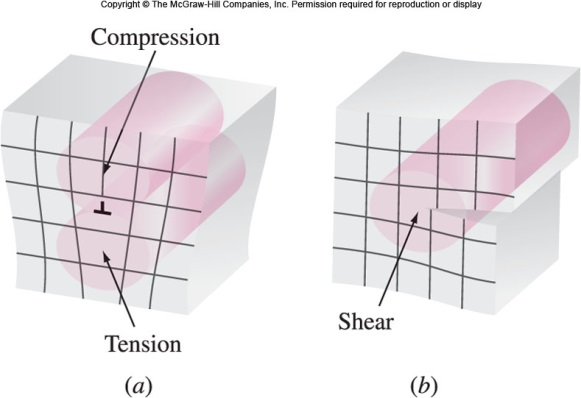 Copyright © The McGraw-Hill Companies, Inc. Permission required for reproduction or display
Compression
Tension
Shear
(a)
(b)